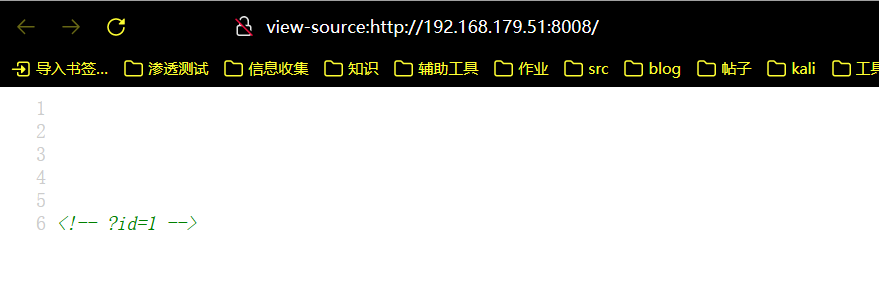 view-source:http://192.168.179.51:8008/
导入书签... 渗透测试 信息收集 知识 辅助工具 作业 src blog 帖子 kali 工具
1
2
3
4
5
6 <!-- ?id=1 -->